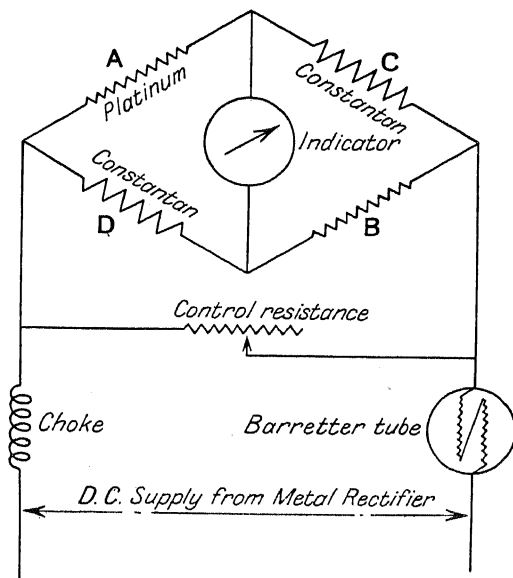 A
Platinum
C
Constantan
Indicator
Constantan
D
B
Control resistance
Choke
Barretter tube
D.C. Supply from Metal Rectifier